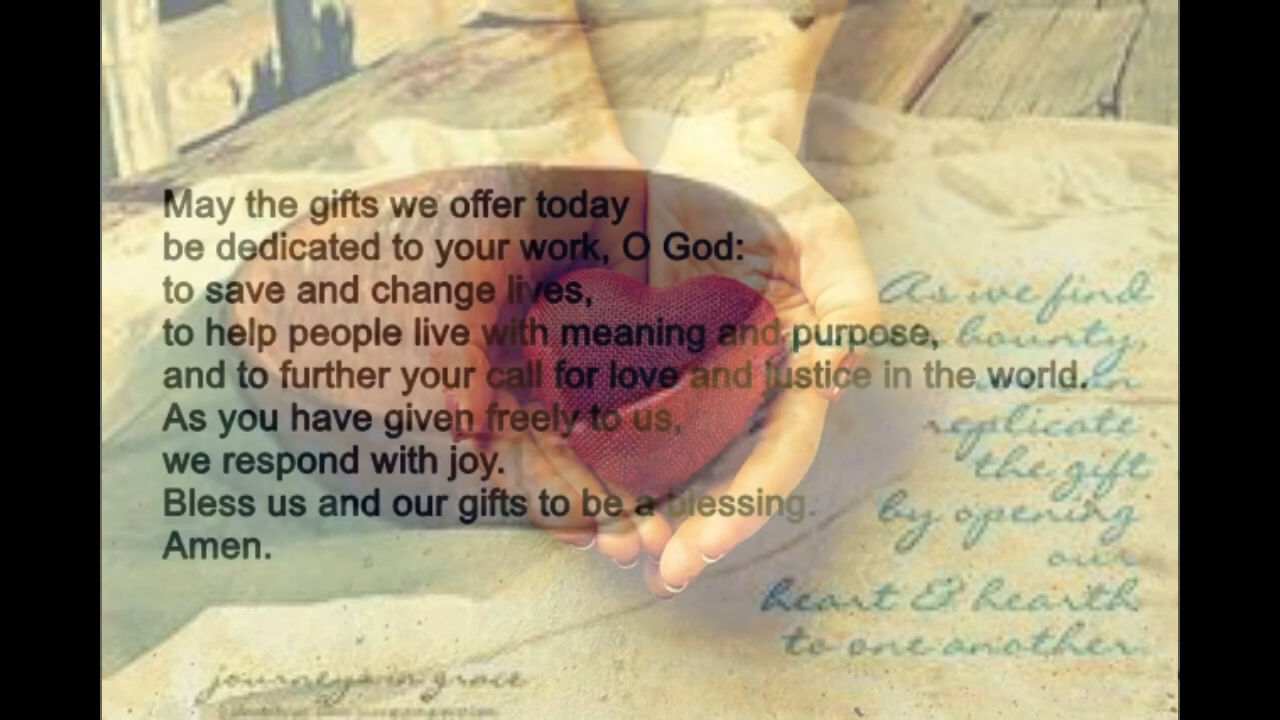 May the gifts we offer today
be dedicated to your work, O God:
to save and change lives,
to help people live with meaning and purpose,
and to further your call for love and justice in the world.
As you have given freely to us,
we respond with joy.
Bless us and our gifts to be a blessing.
Amen.
As we find
bounty,
replicate
the gift
by opening
our
heart & hearth
to one another.
journeys in grace